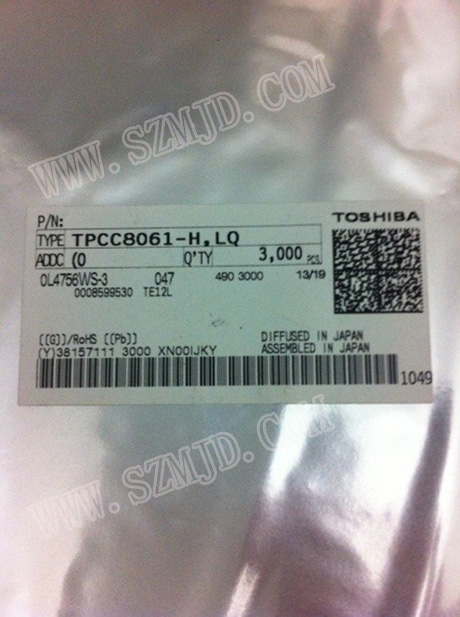 WWW.SZMJD.COM
P/N:
TOSHIBA
TYPE TPCC8061-H,LQ
ADDC (O Q'TY 3,000 PCS.
0L4756WS-3 047 490 3000 13/19
0008599530 TE12L
[[G]]/RoHS [[Pb]]
DIFFUSED IN JAPAN
(Y)38157111 3000 XN00IJKY ASSEMBLED IN JAPAN
1049
WWW.SZMJD.COM